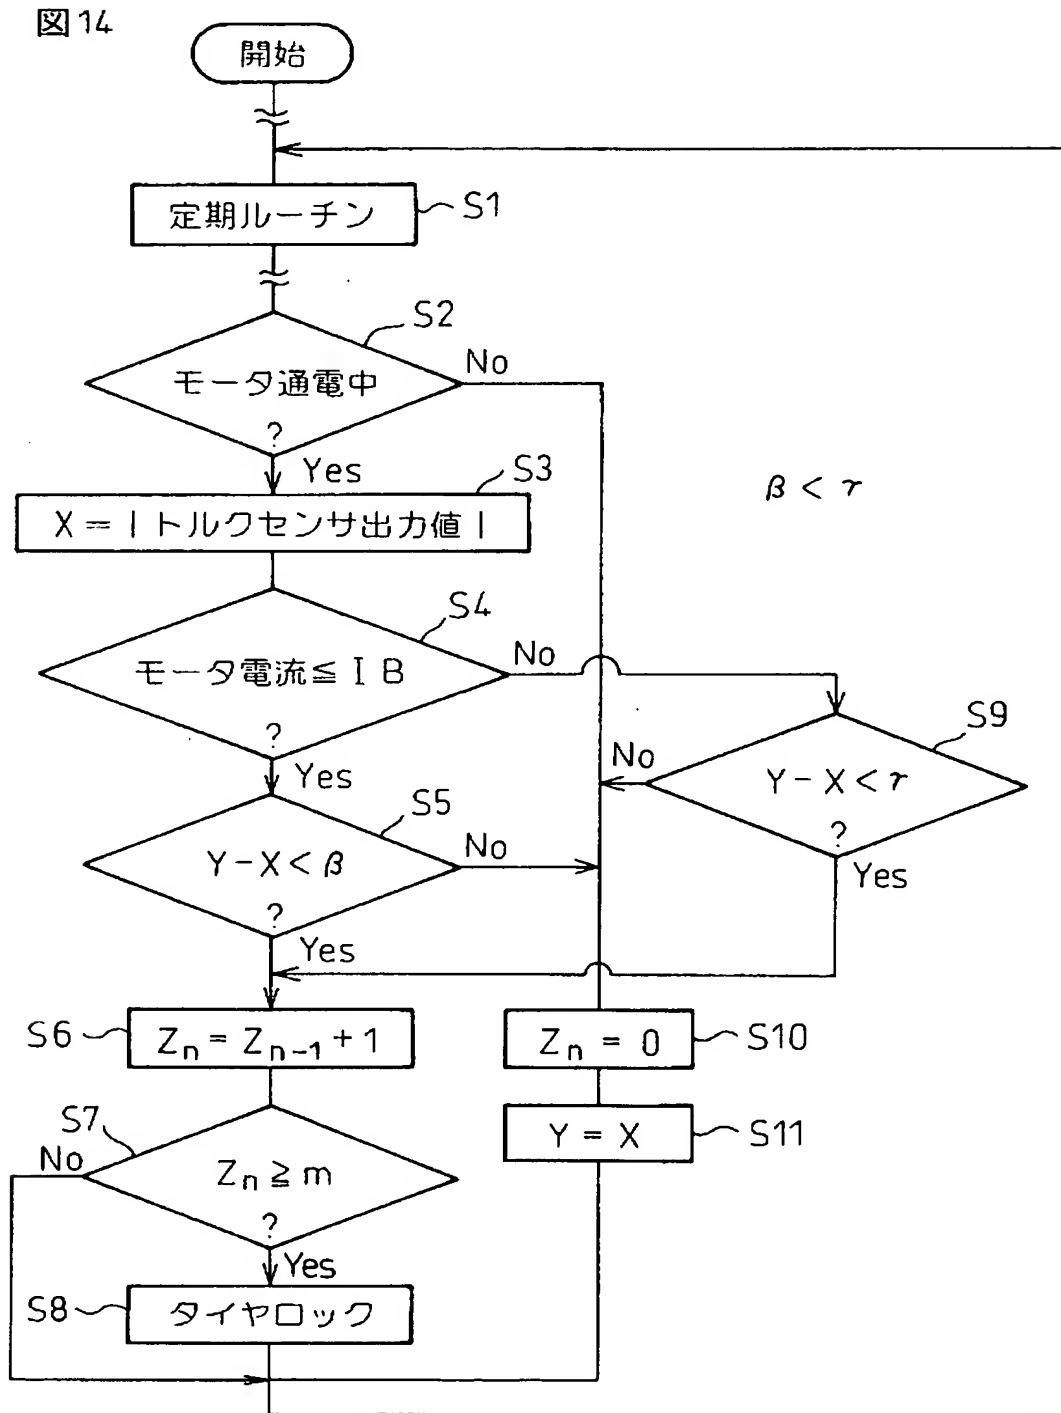 図14
開始
定期ルーチン
S1
S2
モータ通電中
?
No
Yes
S3
X = | トルクセンサ出力値 |
β < γ
S4
モータ電流≦ I B
?
No
Yes
S9
Y - X < γ
?
No
Yes
S5
Y - X < β
?
No
Yes
S6
Zn = Zn-1 + 1
Zn = 0
S10
S7
Zn ≧ m
?
No
Yes
Y = X
S11
S8
タイヤロック